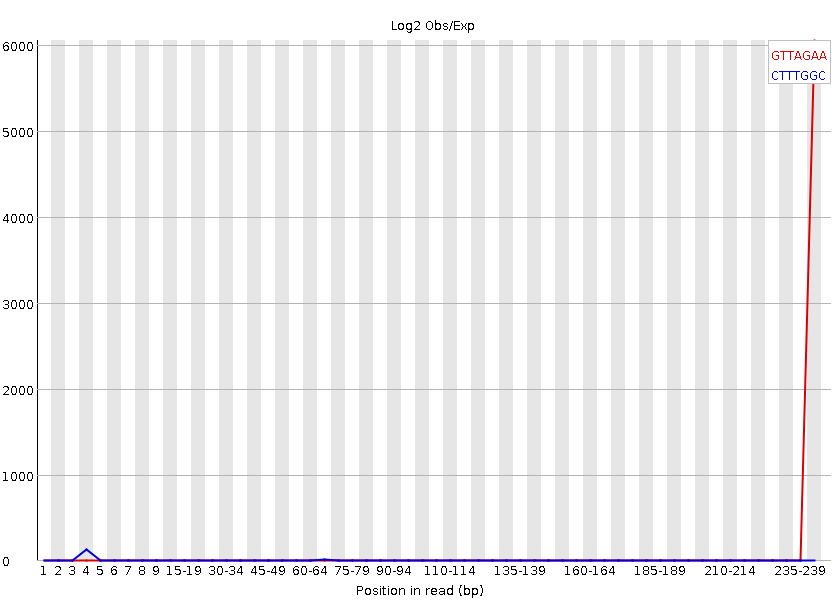 Log2 Obs/Exp
6000
5000
4000
3000
2000
1000
0
GTTAGAA
CTTTGGC
1 2 3 4 5 6 7 8 9 15-19 30-34 45-49 60-64 75-79 90-94 110-114 135-139 160-164 185-189 210-214 235-239
Position in read (bp)